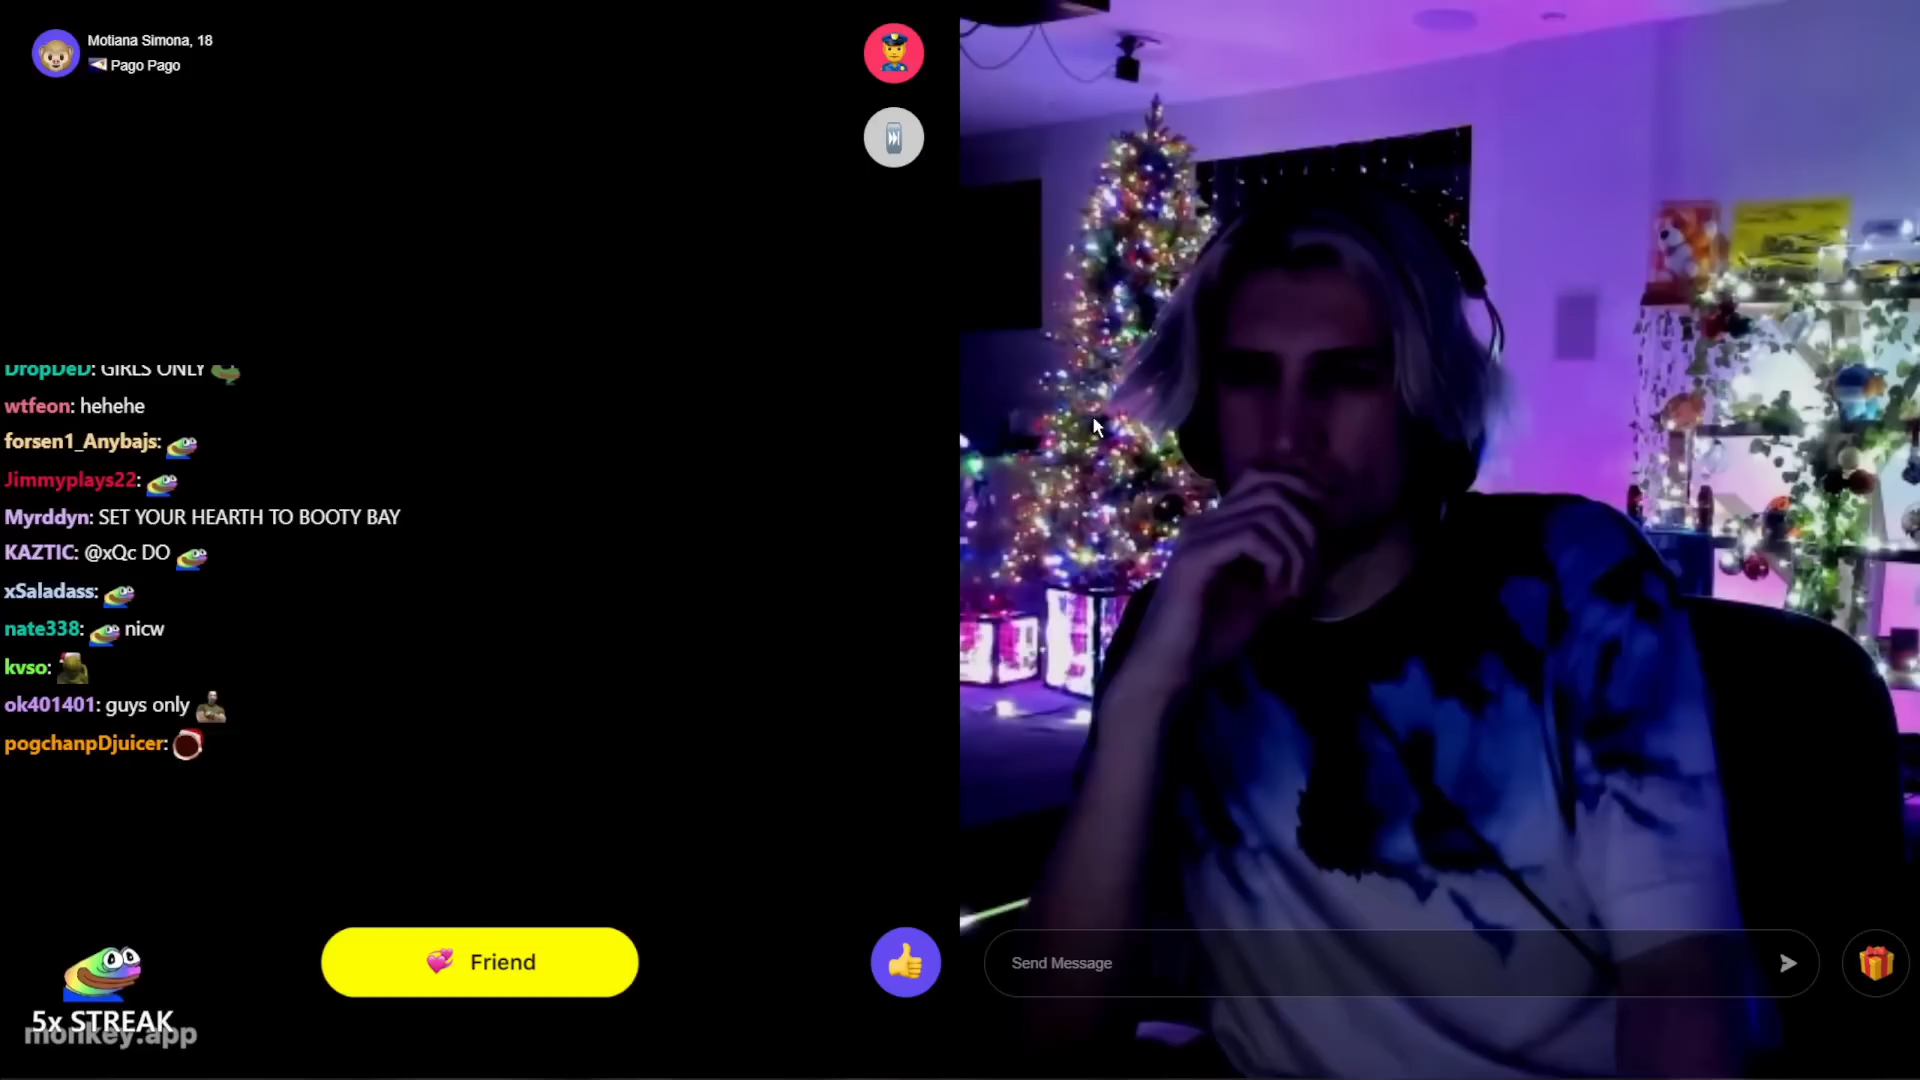 Motiana Simona, 18
Pago Pago
DropDeD: GIRLS ONLY
wtfeon: hehehe
forsen1_Anybajs:
Jimmyplays22:
Myrddyn: SET YOUR HEARTH TO BOOTY BAY
KAZTIC: @xQc DO
xSaladass:
nate338: nicw
kvso:
ok401401: guys only
pogchanpDjuicer:
Friend
Send Message
5x STREAK
monkey.app